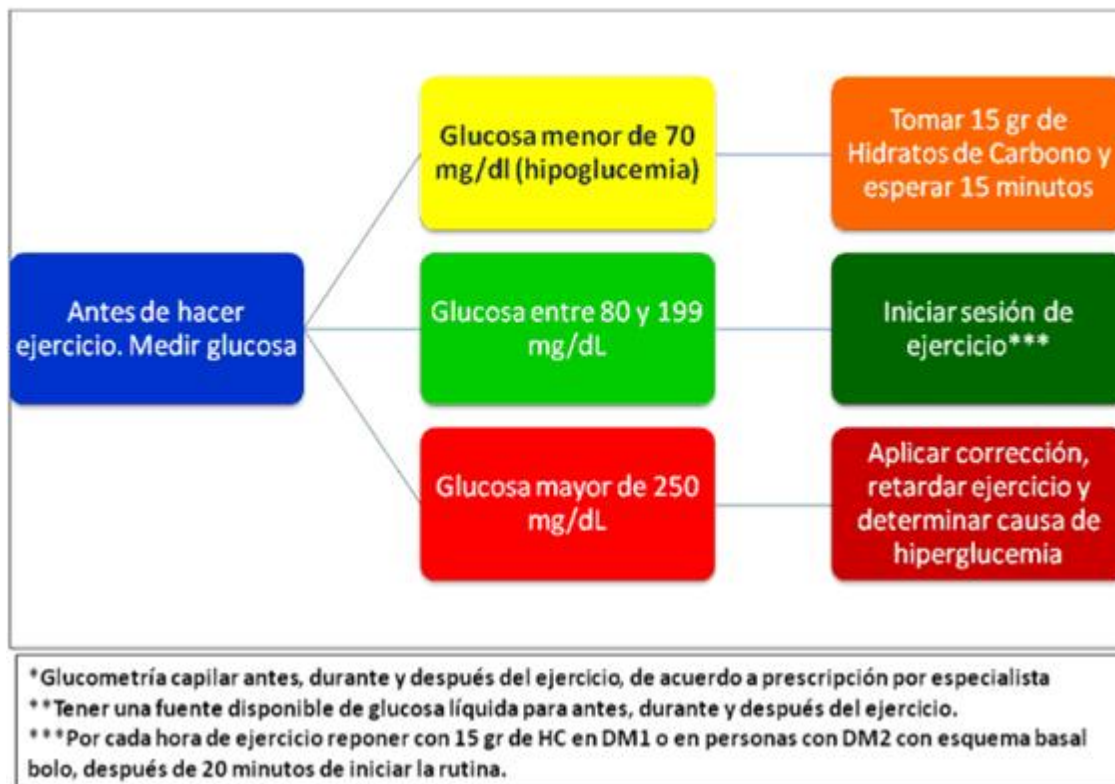 Glucosa menor de 70
mg/dl (hipoglucemia)
Tomar 15 gr de
Hidratos de Carbono y
esperar 15 minutos
Antes de hacer
ejercicio. Medir glucosa
Glucosa entre 80 y 199
mg/dL
Iniciar sesión de
ejercicio***
Glucosa mayor de 250
mg/dL
Aplicar corrección,
retardar ejercicio y
determinar causa de
hiperglucemia
*Glucometría capilar antes, durante y después del ejercicio, de acuerdo a prescripción por especialista
**Tener una fuente disponible de glucosa líquida para antes, durante y después del ejercicio.
***Por cada hora de ejercicio reponer con 15 gr de HC en DM1 o en personas con DM2 con esquema basal
bolo, después de 20 minutos de iniciar la rutina.